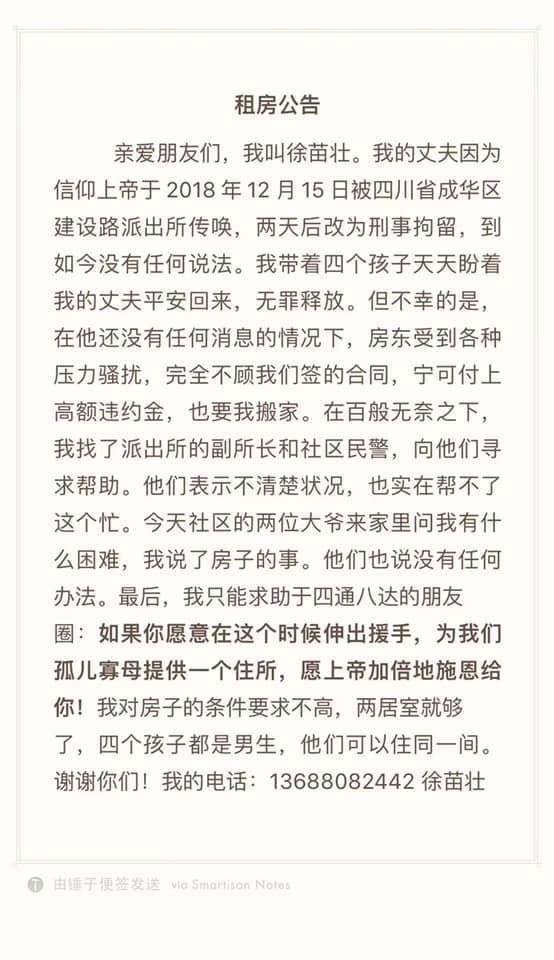 租房公告
亲爱朋友们，我叫徐苗壮。我的丈夫因为
信仰上帝于 2018 年 12 月 15 日被四川省成华区
建设路派出所传唤，两天后改为刑事拘留，到
如今没有任何说法。我带着四个孩子天天盼着
我的丈夫平安回来，无罪释放。但不幸的是，
在他还没有任何消息的情况下，房东受到各种
压力骚扰，完全不顾我们签的合同，宁可付上
高额违约金，也要我搬家。在百般无奈之下，
我找了派出所的副所长和社区民警，向他们寻
求帮助。他们表示不清楚状况，也实在帮不了
这个忙。今天社区的两位大爷来家里问我有什
么困难，我说了房子的事。他们也说没有任何
办法。最后，我只能求助于四通八达的朋友
圈：如果你愿意在这个时候伸出援手，为我们
孤儿寡母提供一个住所，愿上帝加倍地施恩给
你！我对房子的条件要求不高，两居室就够
了，四个孩子都是男生，他们可以住同一间。
谢谢你们！我的电话：13688082442 徐苗壮
由锤子便签发送 via Smartisan Notes